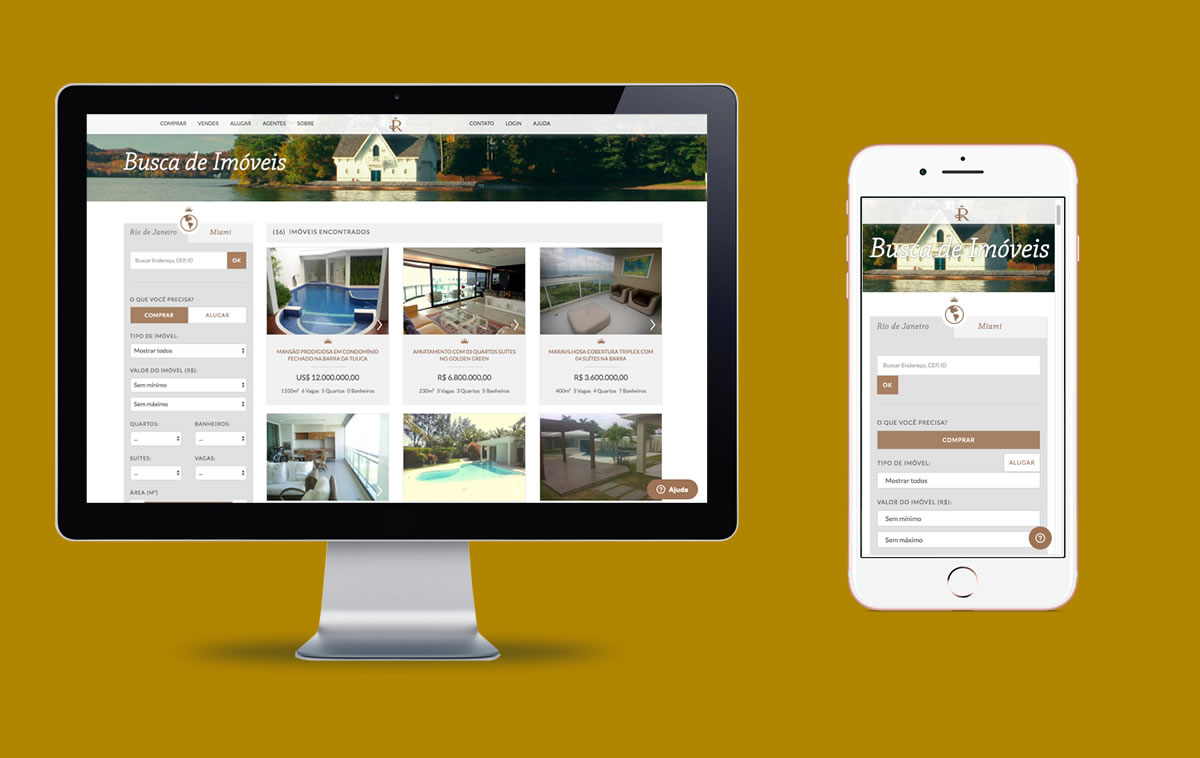 COMPRAR · VENDER · ALUGAR · AGENTES · SOBRE
R
CONTATO · LOGIN · AJUDA
Busca de Imóveis
Rio de Janeiro
Miami
Buscar Endereço, CEP, ID
OK
O QUE VOCÊ PRECISA?
COMPRAR
ALUGAR
TIPO DE IMÓVEL:
Mostrar todos
VALOR DO IMÓVEL (R$):
Sem mínimo
Sem máximo
QUARTOS:
BANHEIROS:
...
...
SUÍTES:
VAGAS:
...
...
ÁREA (M²)
(16) IMÓVEIS ENCONTRADOS
MANSÃO PRODIGIOSA EM CONDOMÍNIO
FECHADO NA BARRA DA TIJUCA
US$ 12.000.000,00
1100m² 6 Vagas 5 Quartos 0 Banheiros
APARTAMENTO COM 03 QUARTOS SUÍTES
NO GOLDEN GREEN
R$ 6.800.000,00
230m² 3 Vagas 3 Quartos 5 Banheiros
MARAVILHOSA COBERTURA TRIPLEX COM
04 SUÍTES NA BARRA
R$ 3.600.000,00
400m² 3 Vagas 4 Quartos 7 Banheiros
Ajuda
R
Busca de Imóveis
Rio de Janeiro
Miami
Buscar Endereço, CEP, ID
OK
O QUE VOCÊ PRECISA?
COMPRAR
ALUGAR
TIPO DE IMÓVEL:
Mostrar todos
VALOR DO IMÓVEL (R$):
Sem mínimo
Sem máximo